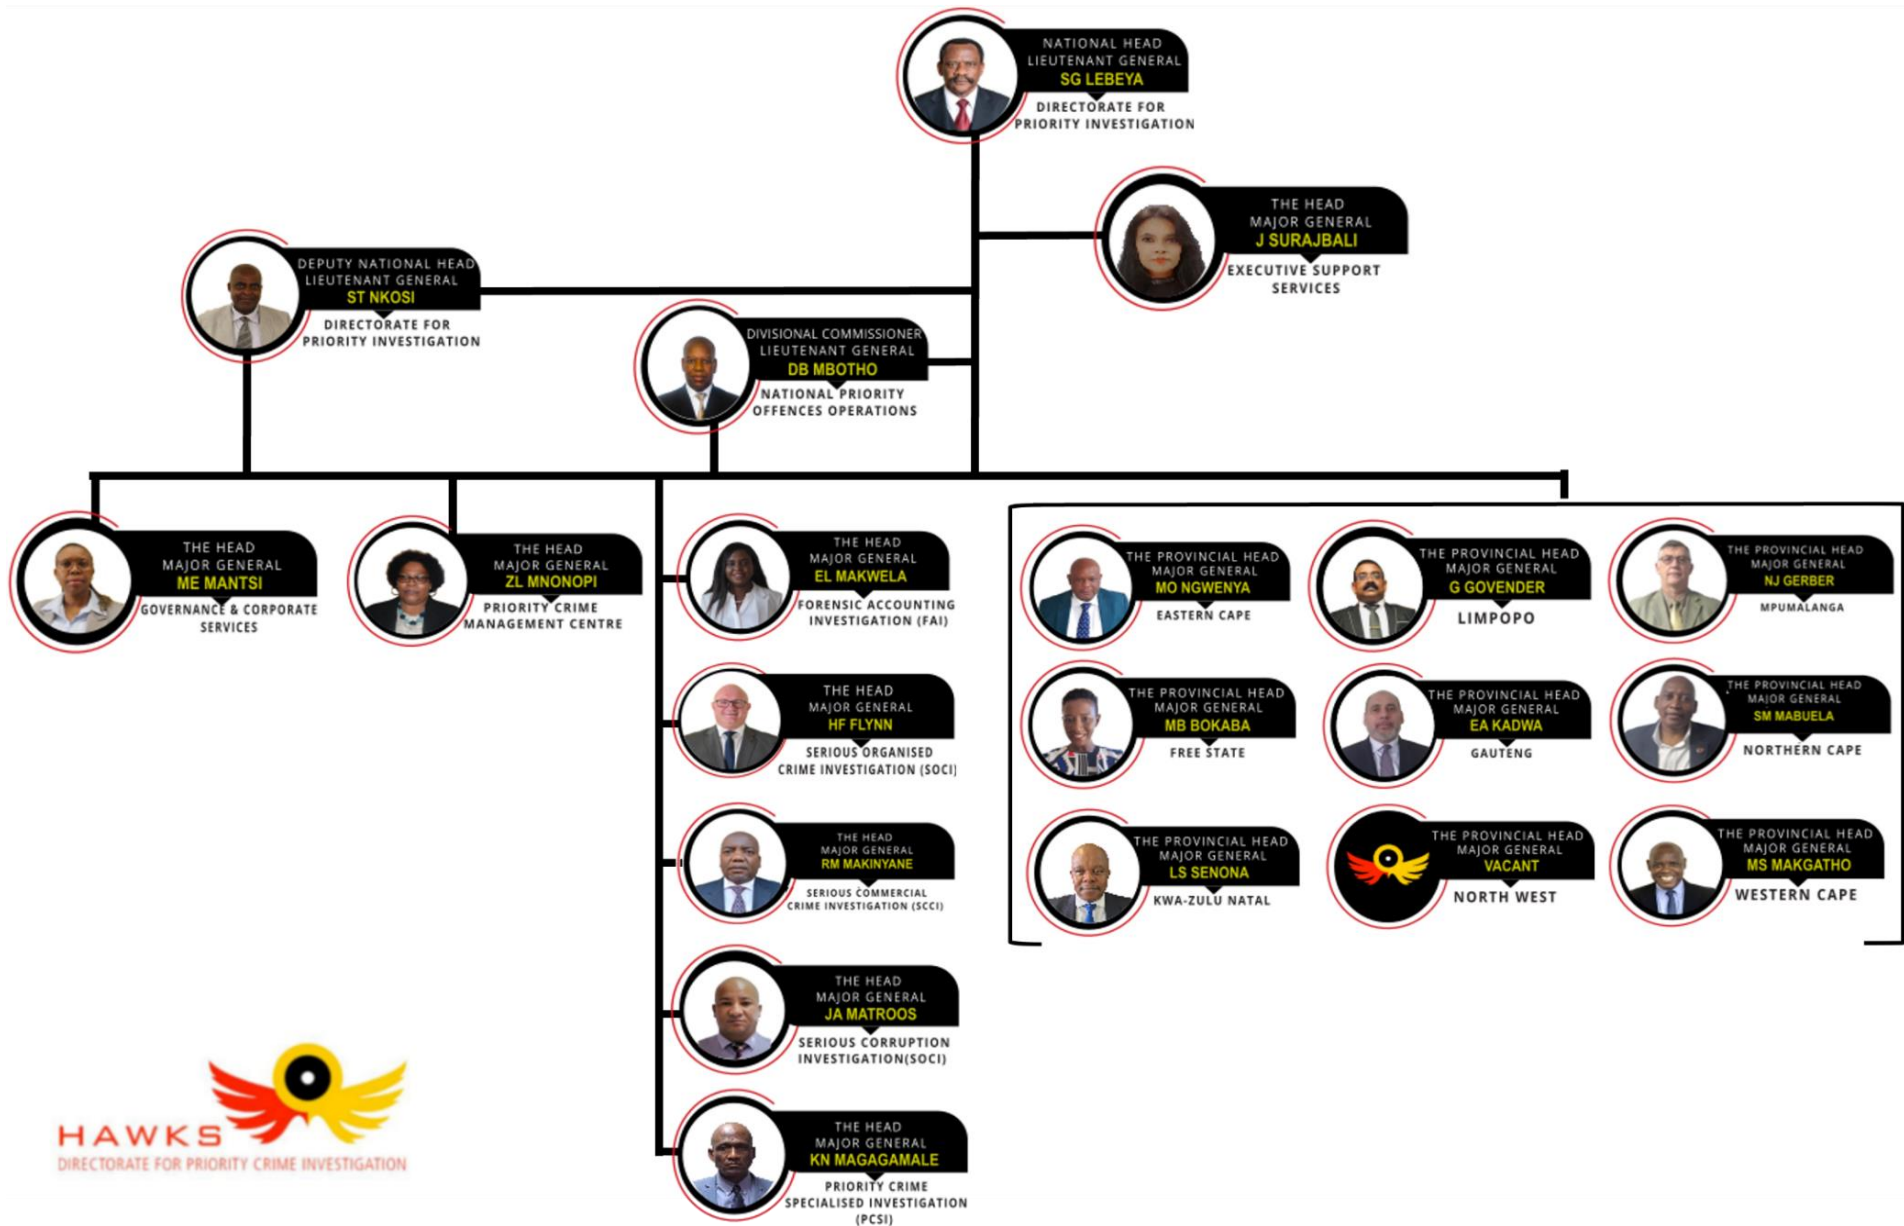 NATIONAL HEAD
LIEUTENANT GENERAL
SG LEBEYA
DIRECTORATE FOR
PRIORITY INVESTIGATION
THE HEAD
MAJOR GENERAL
J SURAJBALI
EXECUTIVE SUPPORT
SERVICES
DEPUTY NATIONAL HEAD
LIEUTENANT GENERAL
ST NKOSI
DIRECTORATE FOR
PRIORITY INVESTIGATION
DIVISIONAL COMMISSIONER
LIEUTENANT GENERAL
DB MBOTHO
NATIONAL PRIORITY
OFFENCES OPERATIONS
THE HEAD
MAJOR GENERAL
ME MANTSI
GOVERNANCE & CORPORATE
SERVICES
THE HEAD
MAJOR GENERAL
ZL MNONOPI
PRIORITY CRIME
MANAGEMENT CENTRE
THE HEAD
MAJOR GENERAL
EL MAKWELA
FORENSIC ACCOUNTING
INVESTIGATION (FAI)
THE HEAD
MAJOR GENERAL
HF FLYNN
SERIOUS ORGANISED
CRIME INVESTIGATION (SOCI)
THE HEAD
MAJOR GENERAL
RM MAKINYANE
SERIOUS COMMERCIAL
CRIME INVESTIGATION (SCCI)
THE HEAD
MAJOR GENERAL
JA MATROOS
SERIOUS CORRUPTION
INVESTIGATION(SOCI)
THE HEAD
MAJOR GENERAL
KN MAGAGAMALE
PRIORITY CRIME
SPECIALISED INVESTIGATION
(PCSI)
THE PROVINCIAL HEAD
MAJOR GENERAL
MO NGWENYA
EASTERN CAPE
THE PROVINCIAL HEAD
MAJOR GENERAL
G GOVENDER
LIMPOPO
THE PROVINCIAL HEAD
MAJOR GENERAL
NJ GERBER
MPUMALANGA
THE PROVINCIAL HEAD
MAJOR GENERAL
MB BOKABA
FREE STATE
THE PROVINCIAL HEAD
MAJOR GENERAL
EA KADWA
GAUTENG
THE PROVINCIAL HEAD
MAJOR GENERAL
SM MABUELA
NORTHERN CAPE
THE PROVINCIAL HEAD
MAJOR GENERAL
LS SENONA
KWA-ZULU NATAL
THE PROVINCIAL HEAD
MAJOR GENERAL
VACANT
NORTH WEST
THE PROVINCIAL HEAD
MAJOR GENERAL
MS MAKGATHO
WESTERN CAPE
HAWKS
DIRECTORATE FOR PRIORITY CRIME INVESTIGATION